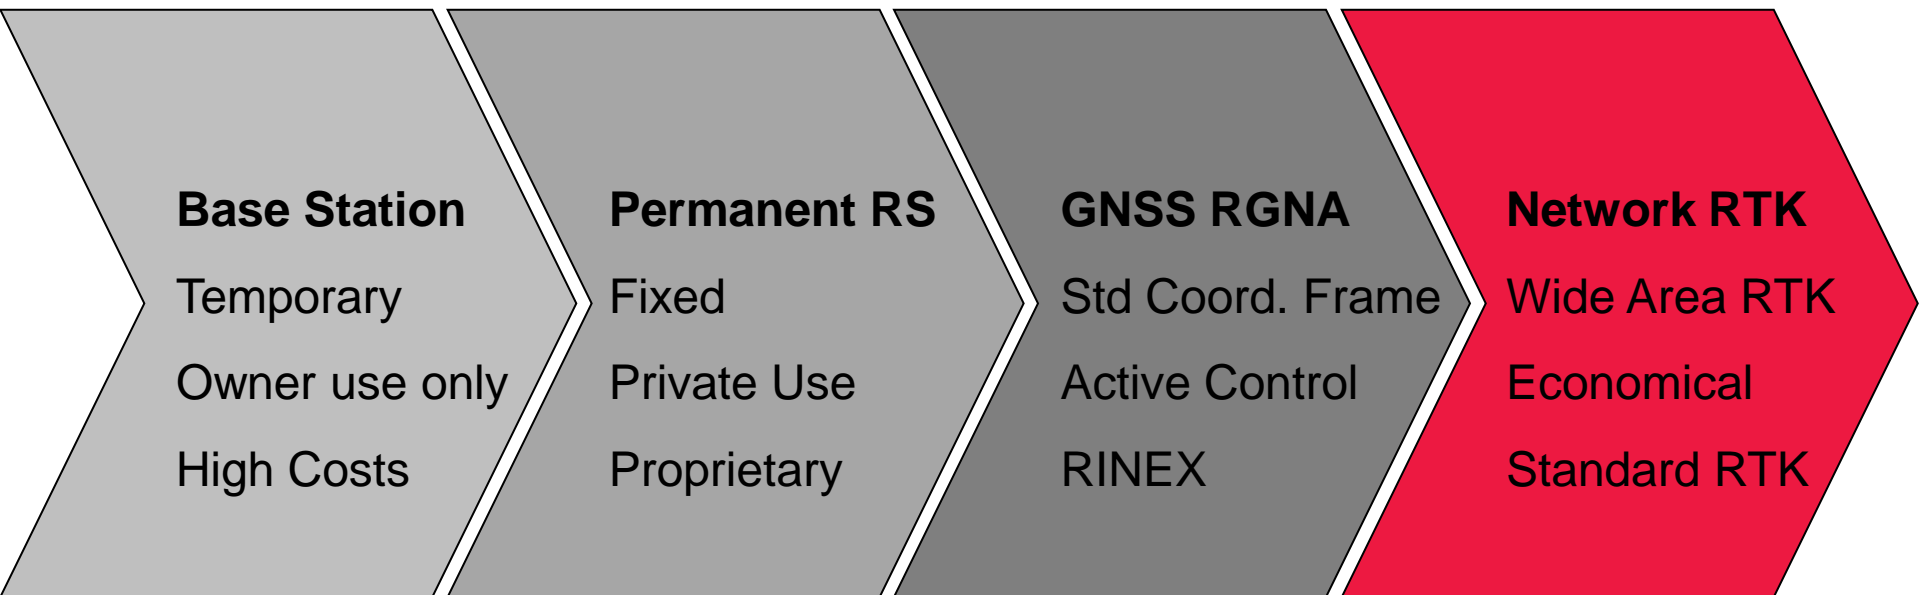 Base Station
Temporary
Owner use only
High Costs
Permanent RS
Fixed
Private Use
Proprietary
GNSS RGNA
Std Coord. Frame
Active Control
RINEX
Network RTK
Wide Area RTK
Economical
Standard RTK